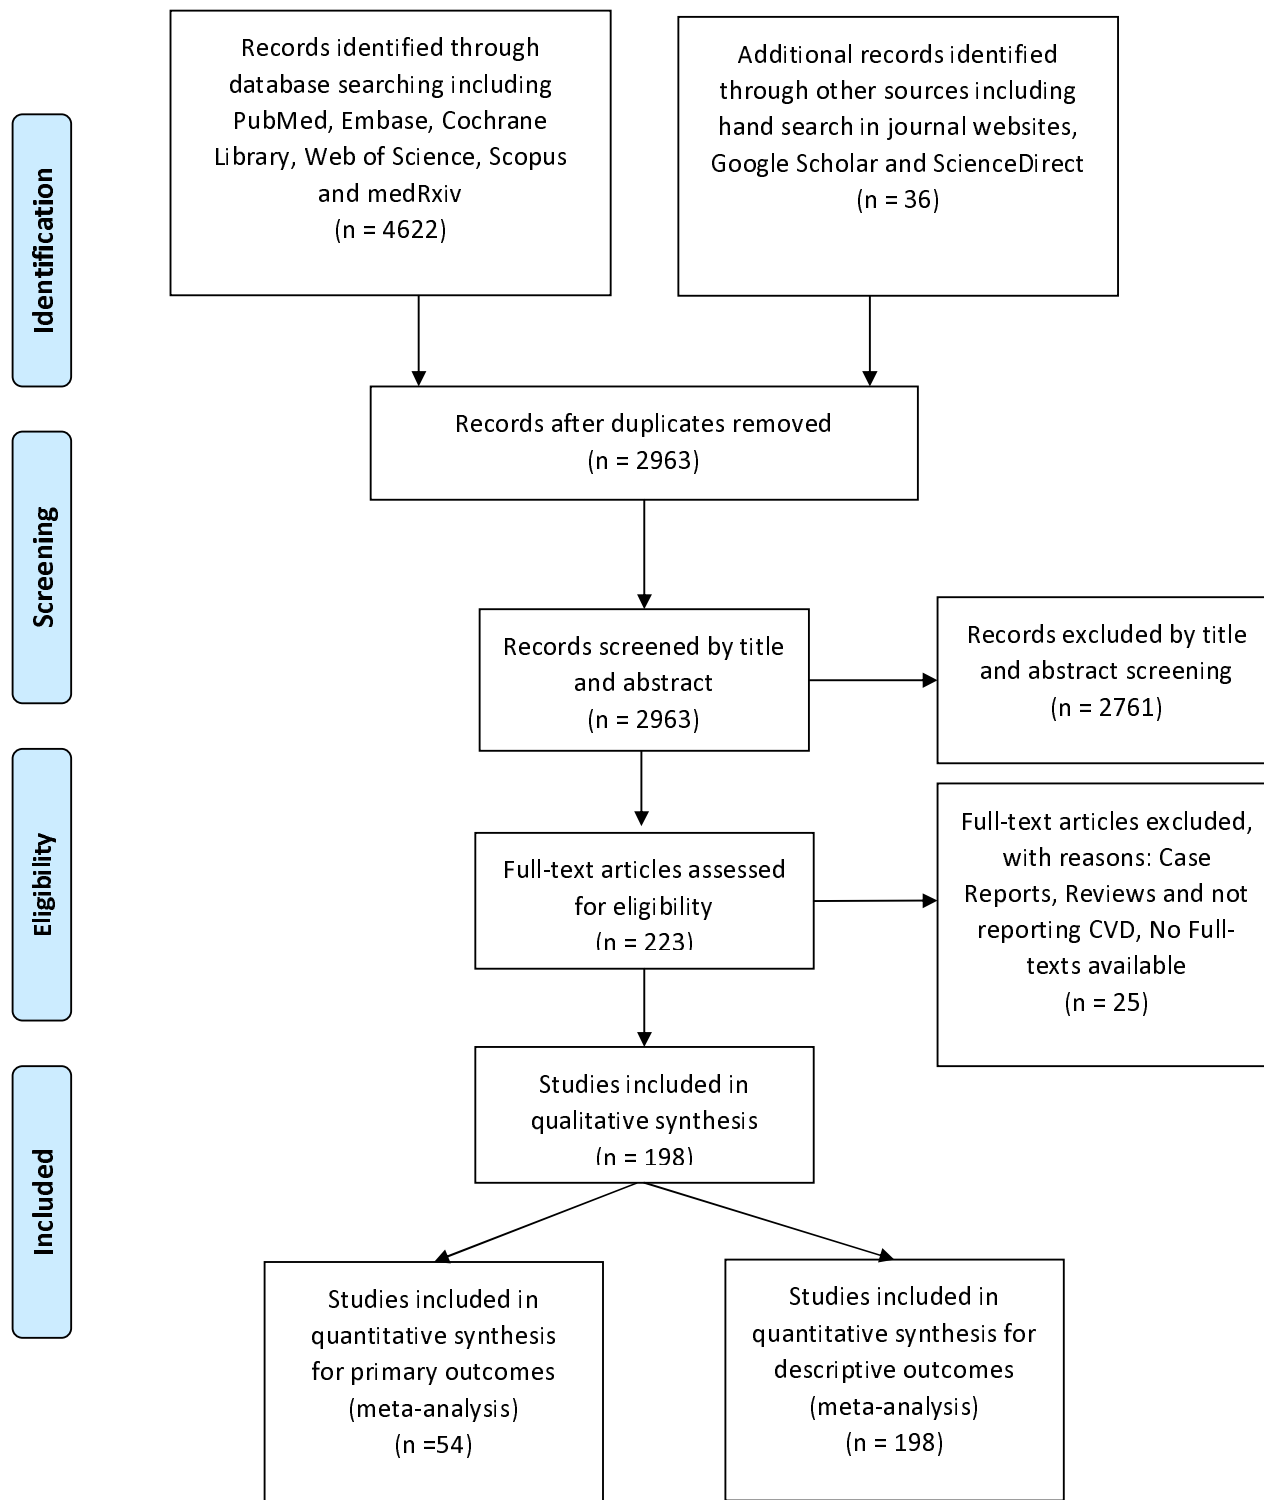 Records identified through
database searching including
PubMed, Embase, Cochrane
Library, Web of Science, Scopus
and medRxiv
(n = 4622)
Additional records identified
through other sources including
hand search in journal websites,
Google Scholar and ScienceDirect
(n = 36)
Identification
Records after duplicates removed
(n = 2963)
Screening
Records screened by title
and abstract
(n = 2963)
Records excluded by title
and abstract screening
(n = 2761)
Eligibility
Full-text articles assessed
for eligibility
(n = 223)
Full-text articles excluded,
with reasons: Case
Reports, Reviews and not
reporting CVD, No Full-
texts available
(n = 25)
Included
Studies included in
qualitative synthesis
(n = 198)
Studies included in
quantitative synthesis
for primary outcomes
(meta-analysis)
(n =54)
Studies included in
quantitative synthesis for
descriptive outcomes
(meta-analysis)
(n = 198)